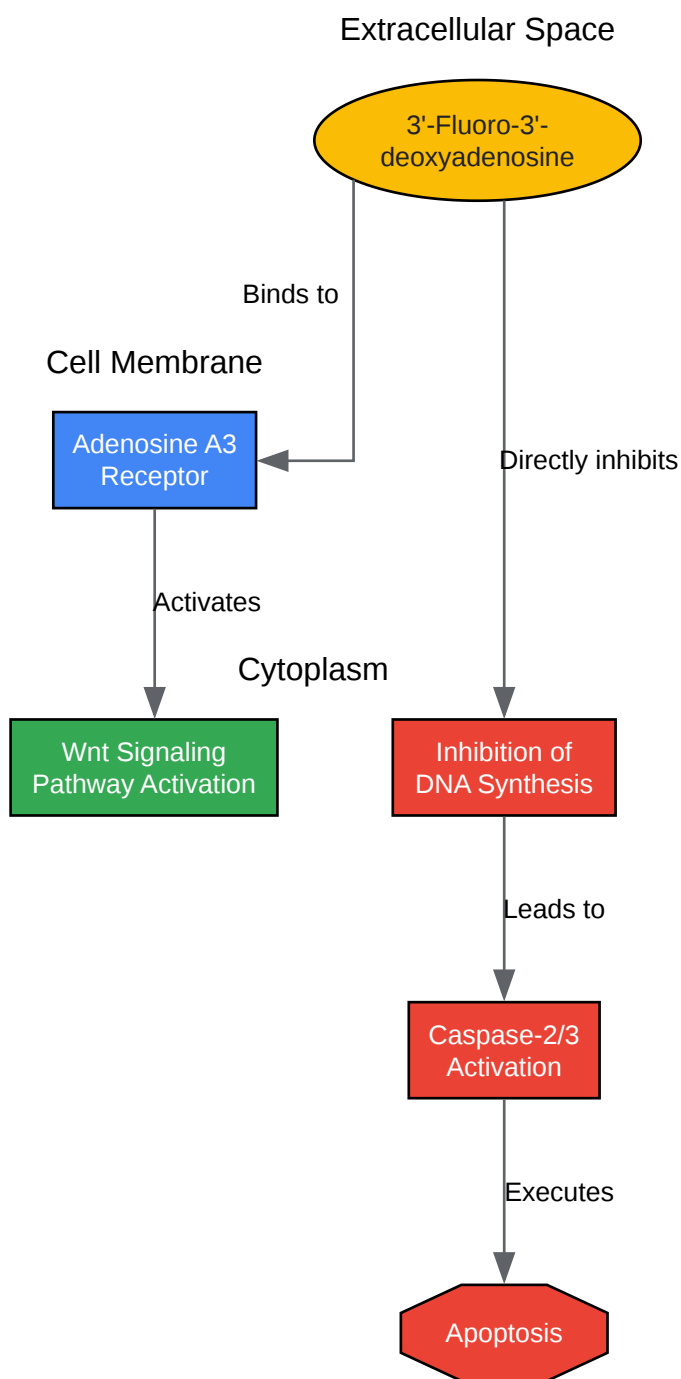 Extracellular Space
3'-Fluoro-3'-
deoxyadenosine
Binds to
Cell Membrane
Adenosine A3
Receptor
Directly inhibits
Activates
Cytoplasm
Wnt Signaling
Pathway Activation
Inhibition of
DNA Synthesis
Leads to
Caspase-2/3
Activation
Executes
Apoptosis